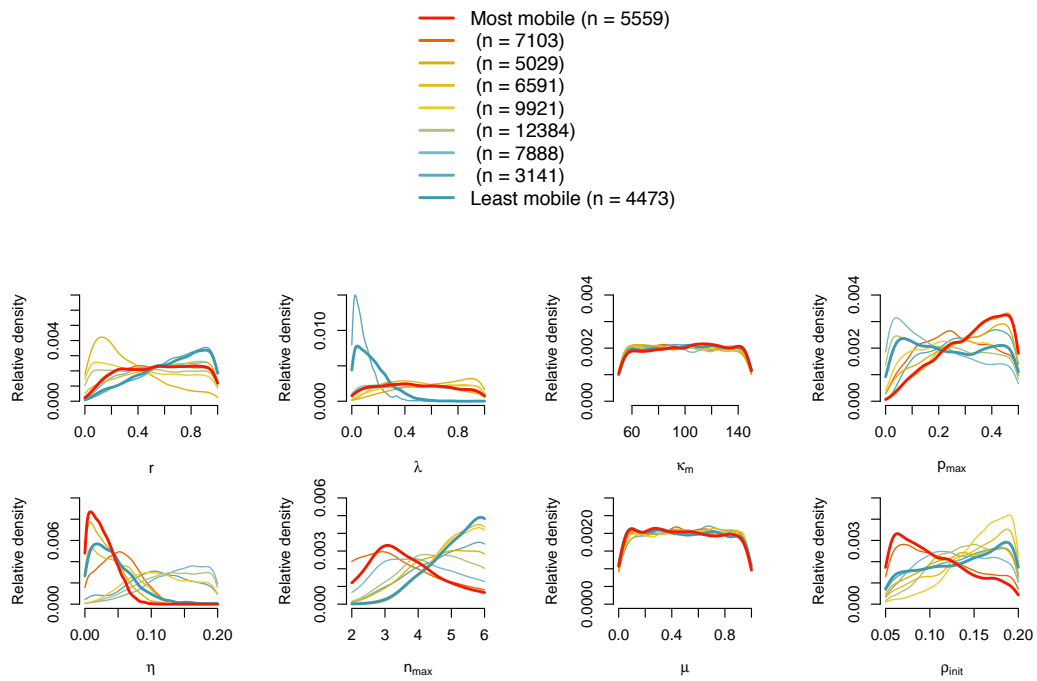 Most mobile (n = 5559)
(n = 7103)
(n = 5029)
(n = 6591)
(n = 9921)
(n = 12384)
(n = 7888)
(n = 3141)
Least mobile (n = 4473)
Relative density
0.000 0.004
0.0 0.4 0.8
r
Relative density
0.000 0.010
0.0 0.4 0.8
λ
Relative density
0.000 0.002 0.004
60 100 140
κm
Relative density
0.000 0.002 0.004
0.0 0.2 0.4
pmax
Relative density
0.000 0.006
0.00 0.10 0.20
η
Relative density
0.000 0.003 0.006
2 3 4 5 6
nmax
Relative density
0.0000 0.0020
0.0 0.4 0.8
μ
Relative density
0.000 0.003
0.05 0.10 0.20
ρinit